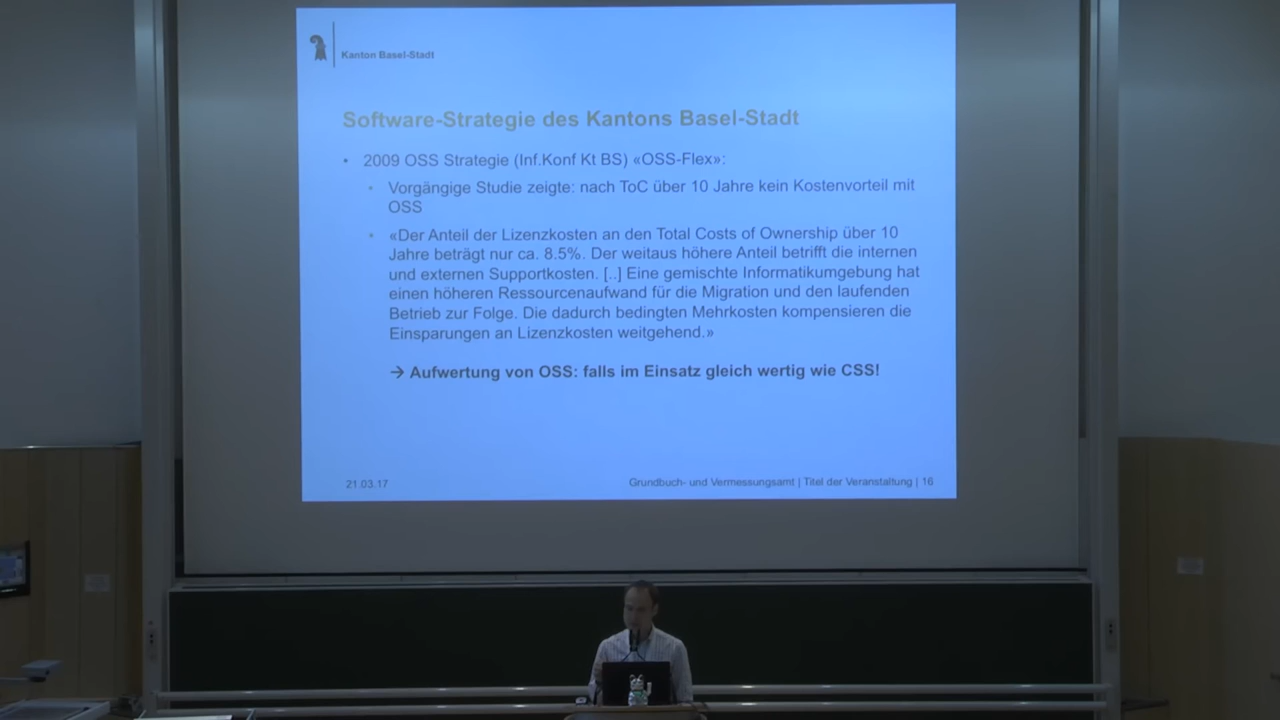 Kanton Basel-Stadt
Software-Strategie des Kantons Basel-Stadt
• 2009 OSS Strategie (Inf.Konf Kt BS) «OSS-Flex»:
• Vorgängige Studie zeigte: nach ToC über 10 Jahre kein Kostenvorteil mit
OSS
• «Der Anteil der Lizenzkosten an den Total Costs of Ownership über 10
Jahre beträgt nur ca. 8.5%. Der weitaus höhere Anteil betrifft die internen
und externen Supportkosten. [..] Eine gemischte Informatikumgebung hat
einen höheren Ressourcenaufwand für die Migration und den laufenden
Betrieb zur Folge. Die dadurch bedingten Mehrkosten kompensieren die
Einsparungen an Lizenzkosten weitgehend.»
→ Aufwertung von OSS: falls im Einsatz gleich wertig wie CSS!
21.03.17
Grundbuch- und Vermessungsamt | Titel der Veranstaltung | 16